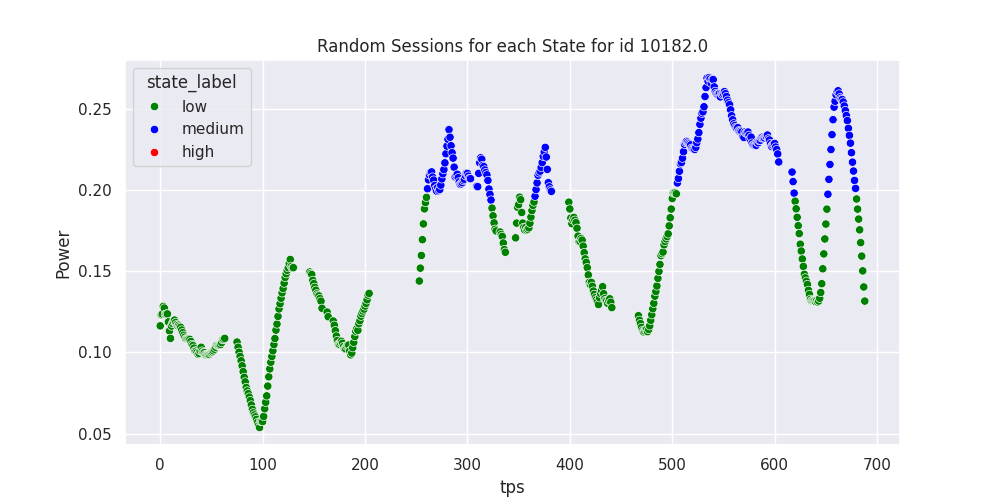 Random Sessions for each State for id 10182.0
state_label
low
medium
high
Power
0.25
0.20
0.15
0.10
0.05
0 100 200 300 400 500 600 700
tps